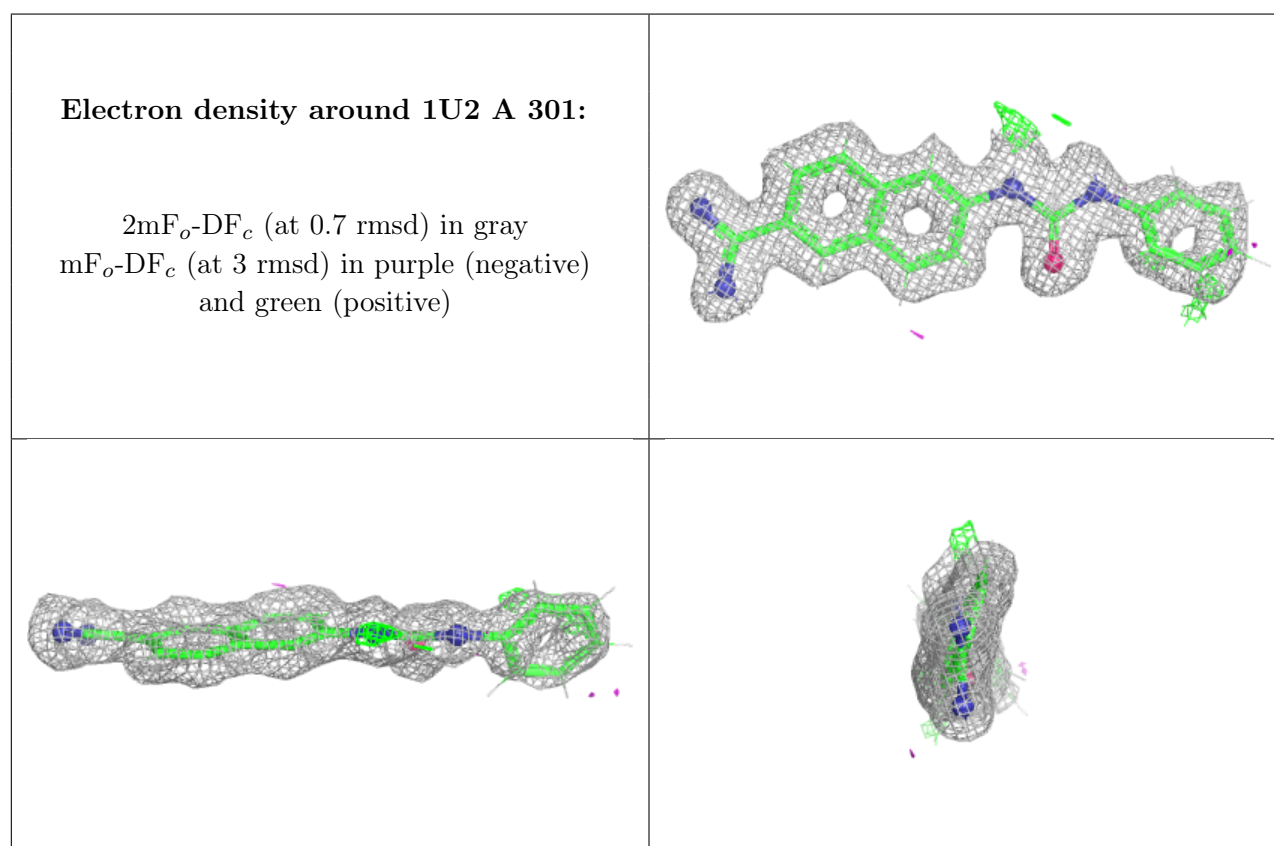 Electron density around 1U2 A 301:
2mFo-DFc (at 0.7 rmsd) in gray
mFo-DFc (at 3 rmsd) in purple (negative)
and green (positive)